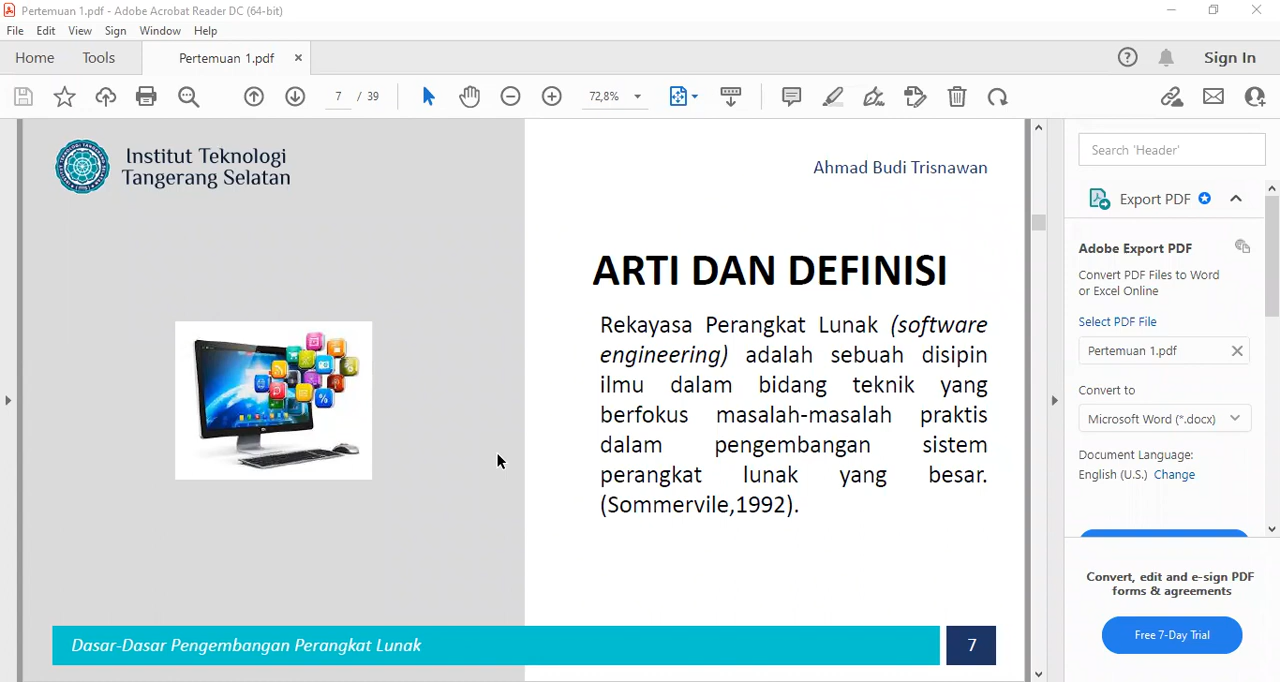 Pertemuan 1.pdf - Adobe Acrobat Reader DC (64-bit)
File Edit View Sign Window Help
Home Tools Pertemuan 1.pdf
Sign In
7 / 39
72,8%
Institut Teknologi
Tangerang Selatan
Ahmad Budi Trisnawan
ARTI DAN DEFINISI
Rekayasa Perangkat Lunak (software
engineering) adalah sebuah disipin
ilmu dalam bidang teknik yang
berfokus masalah-masalah praktis
dalam pengembangan sistem
perangkat lunak yang besar.
(Sommervile,1992).
Dasar-Dasar Pengembangan Perangkat Lunak
7
Search 'Header'
Export PDF
Adobe Export PDF
Convert PDF Files to Word
or Excel Online
Select PDF File
Pertemuan 1.pdf
Convert to
Microsoft Word (*.docx)
Document Language:
English (U.S.) Change
Convert, edit and e-sign PDF
forms & agreements
Free 7-Day Trial